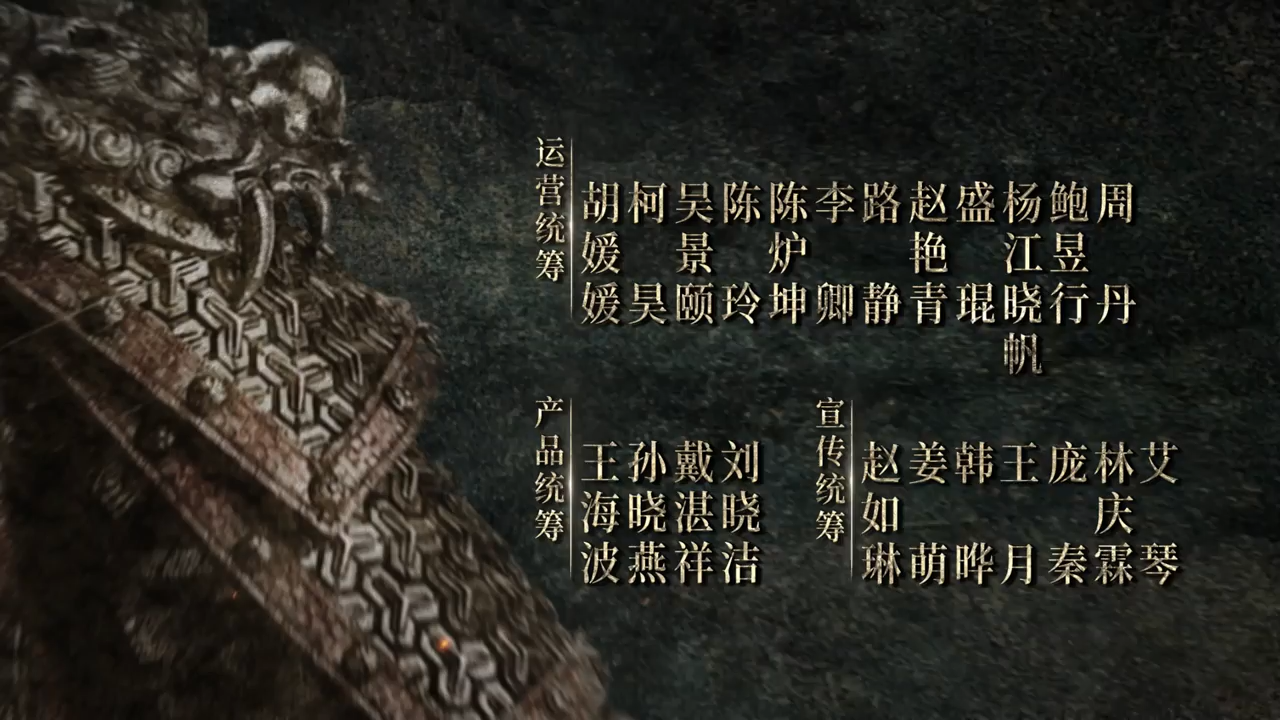 运营统筹
胡媛媛
柯昊
吴景颐
陈玲
陈炉坤
李卿
路静
赵艳青
盛琨
杨江晓帆
鲍昱行
周丹
产品统筹
王海波
孙晓燕
戴湛祥
刘晓洁
宣传统筹
赵如琳
姜萌
韩晔
王月
庞秦
林庆霖
艾琴